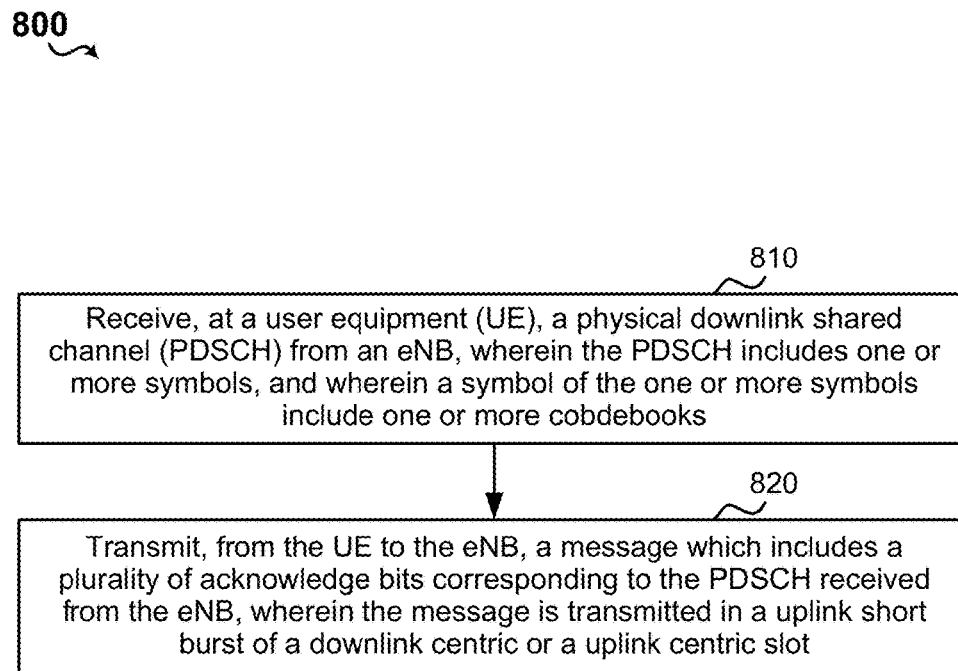 800
810
Receive, at a user equipment (UE), a physical downlink shared
channel (PDSCH) from an eNB, wherein the PDSCH includes one or
more symbols, and wherein a symbol of the one or more symbols
include one or more cobdebooks
820
Transmit, from the UE to the eNB, a message which includes a
plurality of acknowledge bits corresponding to the PDSCH received
from the eNB, wherein the message is transmitted in a uplink short
burst of a downlink centric or a uplink centric slot